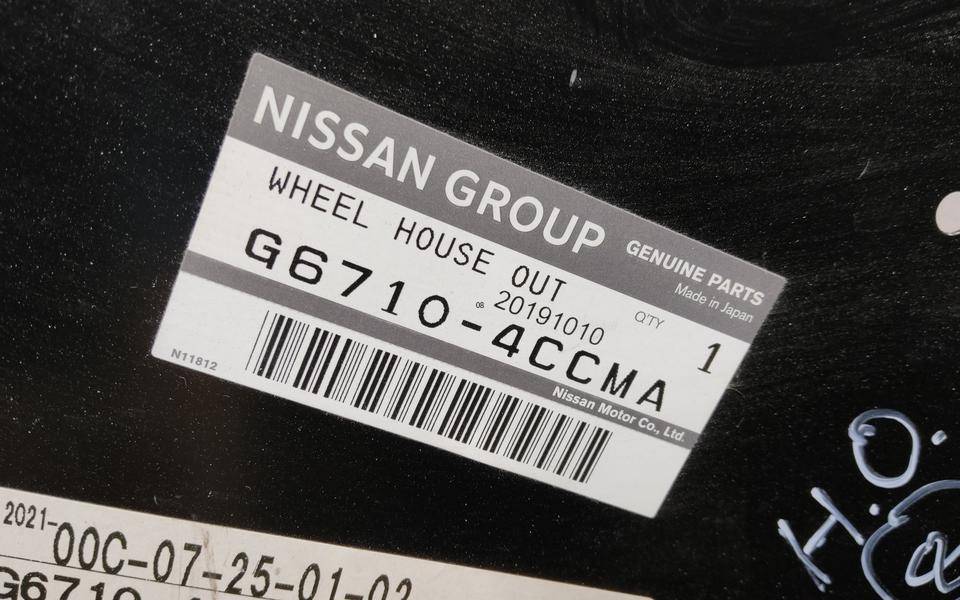 NISSAN GROUP
GENUINE PARTS
Made in Japan
WHEEL HOUSE OUT
08 20191010
Q'TY
1
G6710-4CCMA
Nissan Motor Co., Ltd.
N11812
2021-00C-07-25-01-02
G6710
H.O.